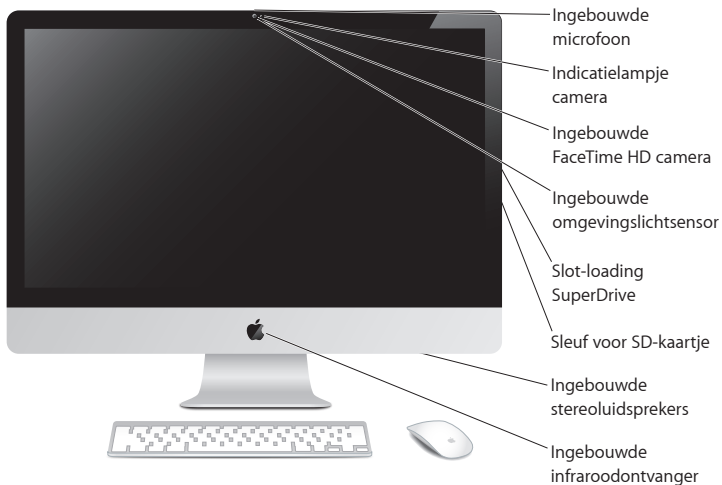 Ingebouwde
microfoon
Indicatielampje
camera
Ingebouwde
FaceTime HD camera
Ingebouwde
omgevingslichtsensor
Slot-loading
SuperDrive
Sleuf voor SD-kaartje
Ingebouwde
stereoluidsprekers
Ingebouwde
infraroodontvanger